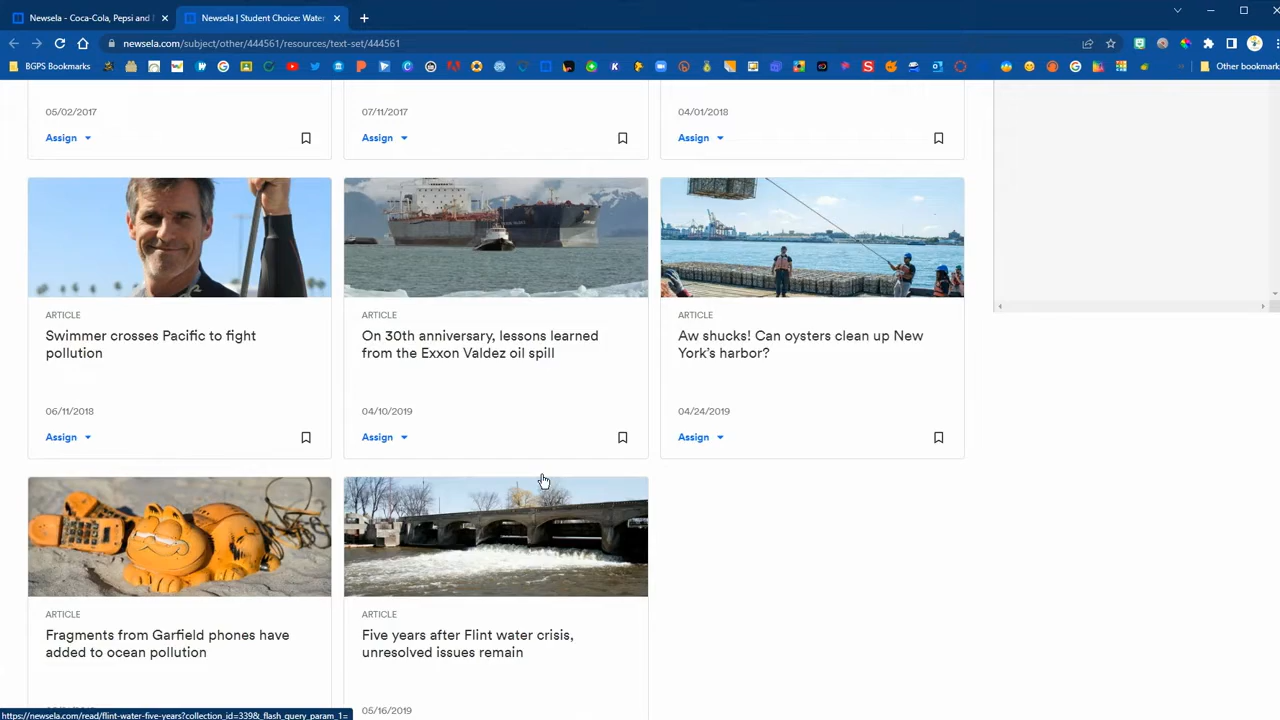 Newsela - Coca-Cola, Pepsi and
Newsela | Student Choice: Water
newsela.com/subject/other/444561/resources/text-set/444561
BGPS Bookmarks
Other bookmark
05/02/2017
07/11/2017
04/01/2018
Assign
Assign
Assign
ARTICLE
Swimmer crosses Pacific to fight
pollution
06/11/2018
Assign
ARTICLE
On 30th anniversary, lessons learned
from the Exxon Valdez oil spill
04/10/2019
Assign
ARTICLE
Aw shucks! Can oysters clean up New
York's harbor?
04/24/2019
Assign
ARTICLE
Fragments from Garfield phones have
added to ocean pollution
ARTICLE
Five years after Flint water crisis,
unresolved issues remain
05/16/2019
https://newsela.com/read/flint-water-five-years?collection_id=339&_flash_query_param_1=